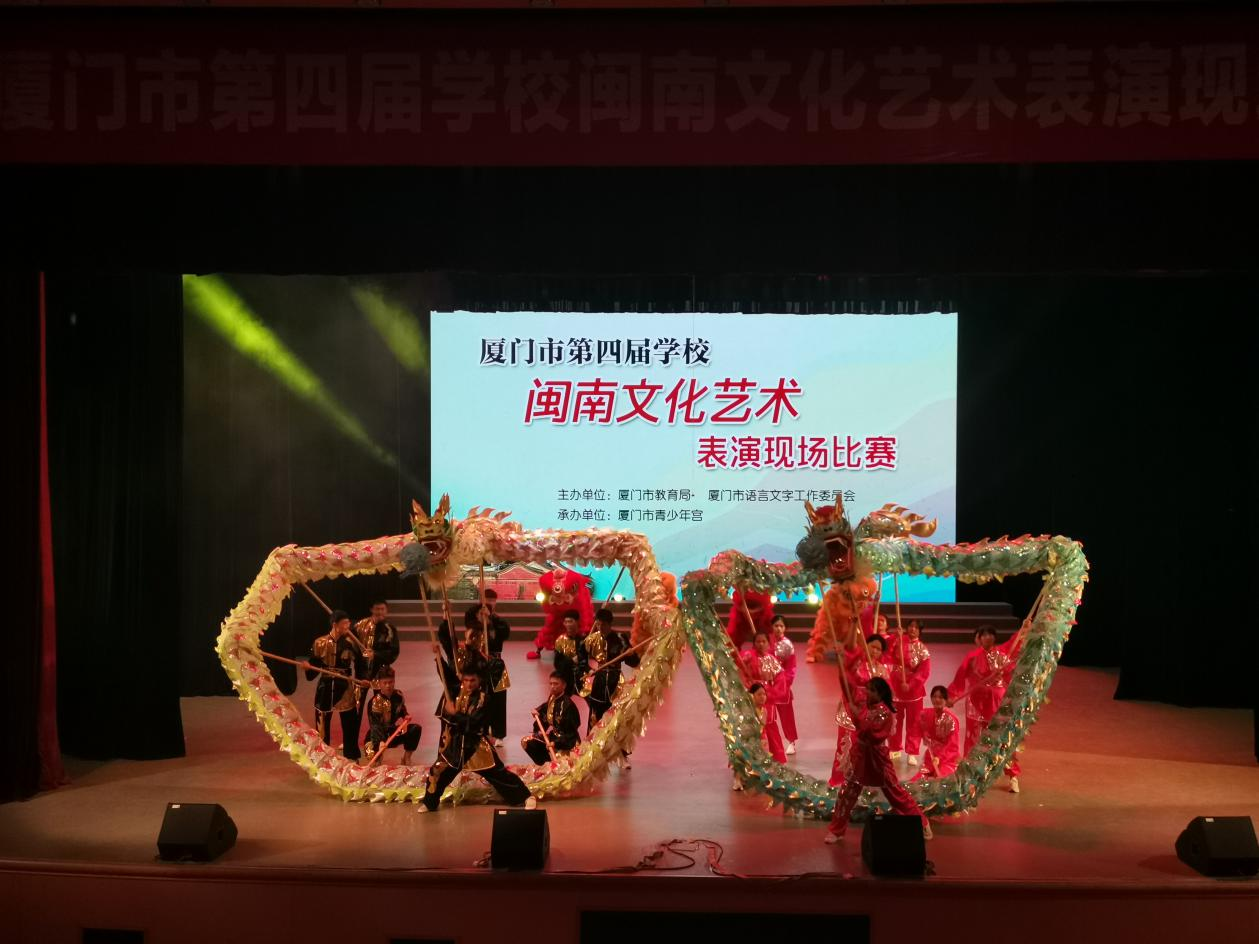 厦门市第四届学校闽南文化艺术表演现
厦门市第四届学校
闽南文化艺术
表演现场比赛
主办单位：厦门市教育局· 厦门市语言文字工作委员会
承办单位：厦门市青少年宫